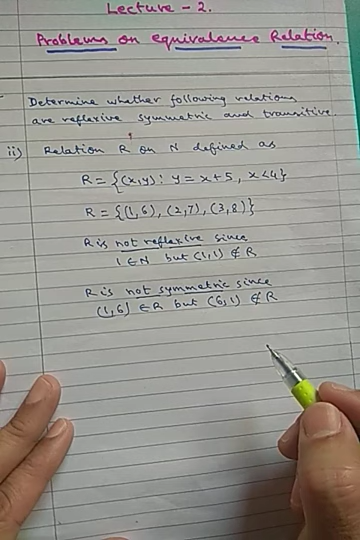 Lecture - 2.
Problems on equivalence Relation.
Determine whether following relations
are reflexive symmetric and transitive.
ii) Relation R on N defined as
R = {(x,y): y = x+5, x<4}
R = {(1,6), (2,7), (3,8)}
R is not reflexive since
1 ∈ N but (1,1) ∉ R
R is not symmetric since
(1,6) ∈ R but (6,1) ∉ R